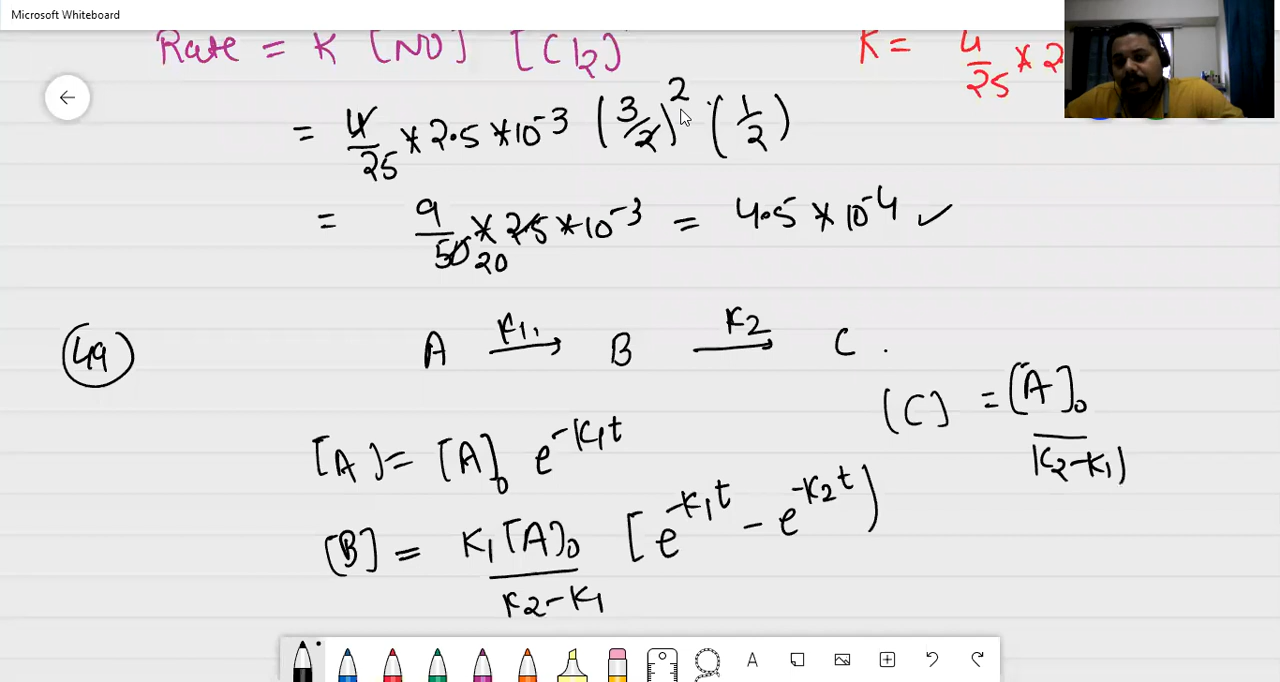 Microsoft Whiteboard
Rate = K [NO] [Cl2]
K = 4/25 * 2
= 4/25 * 2.5 * 10^-3 (3/2)^2 (1/2)
= 9/50 * 25 * 10^-3 = 4.5 * 10^-4 ✓
20
49
A K1 → B K2 → C .
[A] = [A]0 e^-K1t
[C] = [A]0 / K2-K1
[B] = K1[A]0 / K2-K1 [e^-K1t - e^-K2t]
A